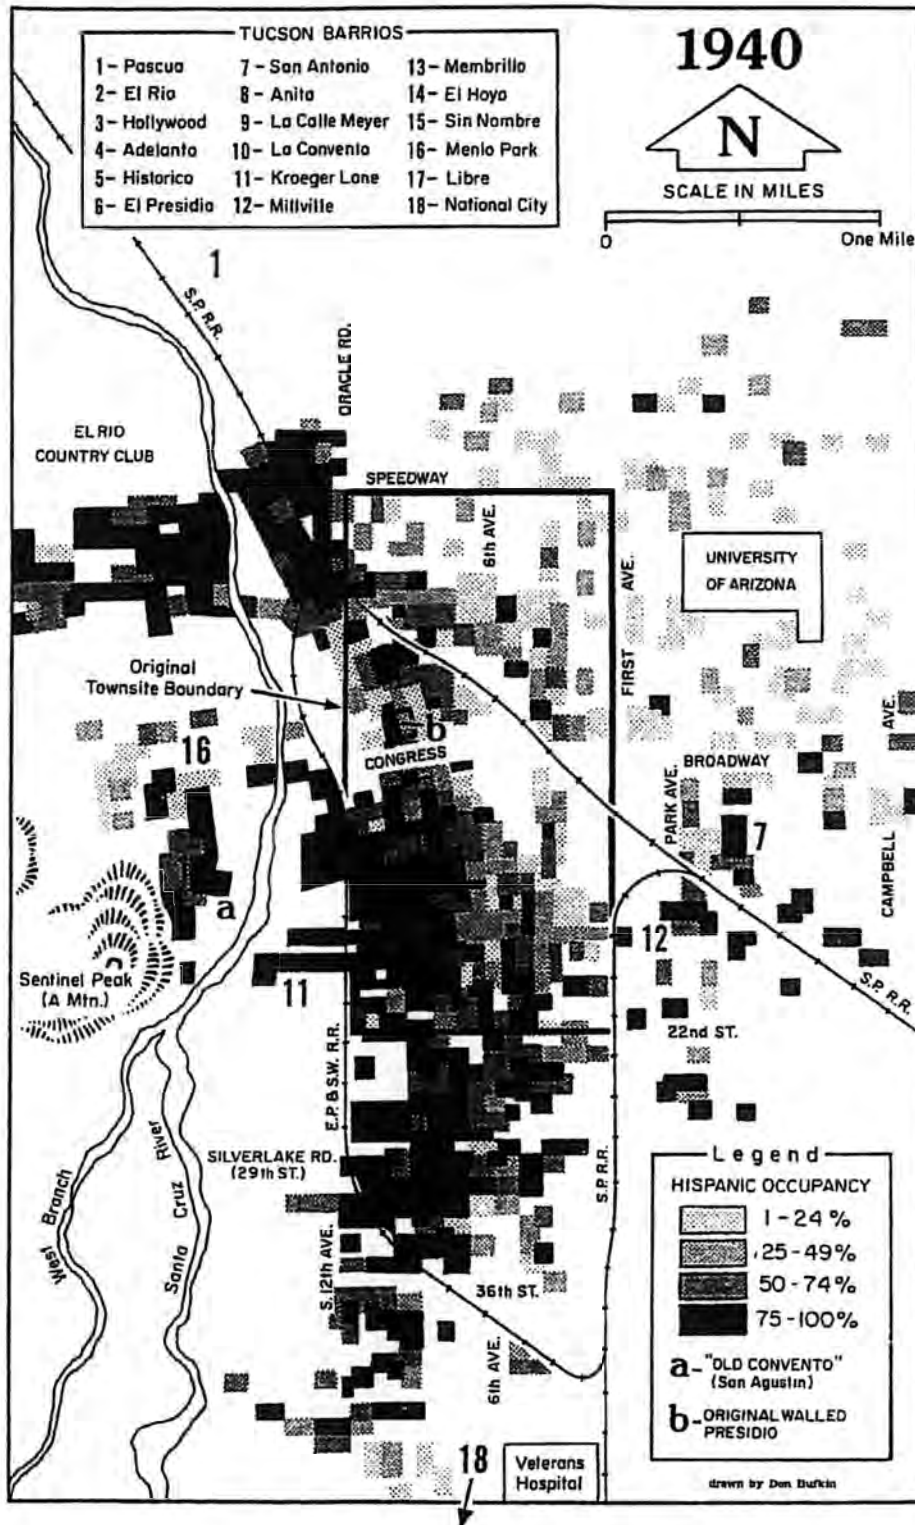 TUCSON BARRIOS
1 - Pascua
2 - El Rio
3 - Hollywood
4 - Adelanto
5 - Historico
6 - El Presidio
7 - San Antonio
8 - Anita
9 - La Calle Meyer
10 - La Convento
11 - Kroeger Lane
12 - Millville
13 - Membrillo
14 - El Hoyo
15 - Sin Nombre
16 - Menlo Park
17 - Libre
18 - National City
1940
N
SCALE IN MILES
0
One Mile
1
S.P.R.R.
ORACLE RD.
EL RIO
COUNTRY CLUB
SPEEDWAY
6th AVE.
UNIVERSITY
OF ARIZONA
FIRST AVE.
Original
Townsite Boundary
b
CONGRESS
16
BROADWAY
PARK AVE.
7
CAMPBELL AVE.
a
12
Sentinel Peak
(A Mtn.)
11
S.P. R.R.
22nd ST.
E.P. & S.W. R.R.
SILVERLAKE RD.
(29th ST.)
S.P. R.R.
West Branch
Santa Cruz River
S. 12th AVE.
36th ST.
6th AVE.
18
Veterans
Hospital
Legend
HISPANIC OCCUPANCY
1 - 24 %
25 - 49%
50 - 74%
75 - 100%
a - "OLD CONVENTO"
(San Agustin)
b - ORIGINAL WALLED
PRESIDIO
drawn by Don Bufkin